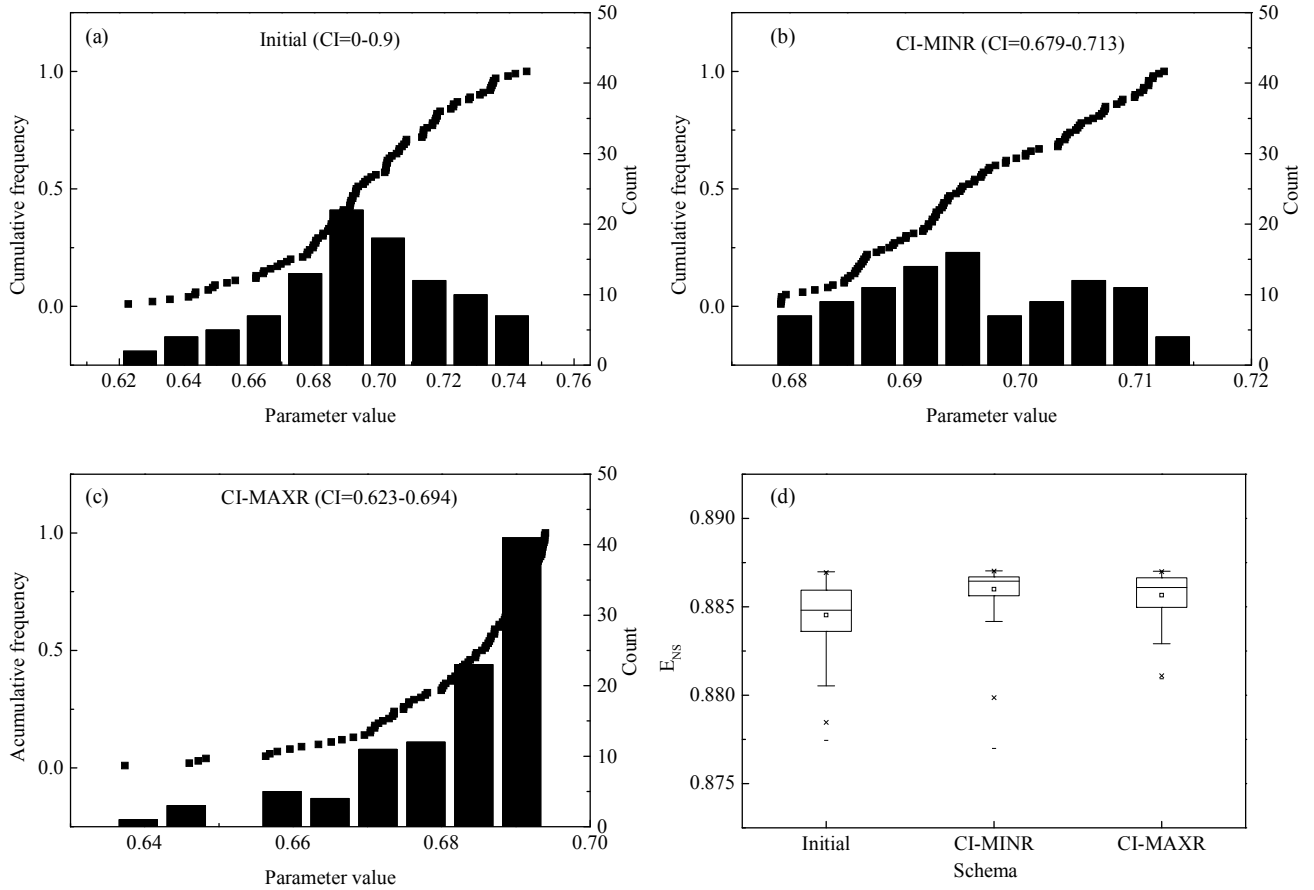 (a)
Initial (CI=0-0.9)
Cumulative frequency
1.0
0.5
0.0
50
40
30
20
10
0
Count
0.62 0.64 0.66 0.68 0.70 0.72 0.74 0.76
Parameter value
(b)
CI-MINR (CI=0.679-0.713)
Cumulative frequency
1.0
0.5
0.0
50
40
30
20
10
0
Count
0.68 0.69 0.70 0.71 0.72
Parameter value
(c)
CI-MAXR (CI=0.623-0.694)
Acumulative frequency
1.0
0.5
0.0
50
40
30
20
10
0
Count
0.64 0.66 0.68 0.70
Parameter value
(d)
E_NS
0.890
0.885
0.880
0.875
Initial CI-MINR CI-MAXR
Schema